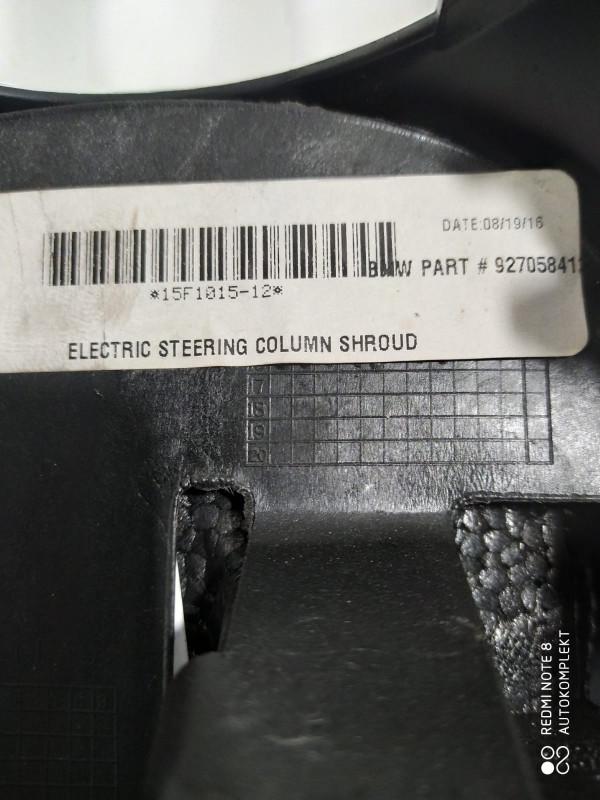 DATE:08/19/16
BMW PART # 92705841
*15F1015-12*
ELECTRIC STEERING COLUMN SHROUD
17
18
19
20
REDMI NOTE 8
AUTOKOMPLEKT